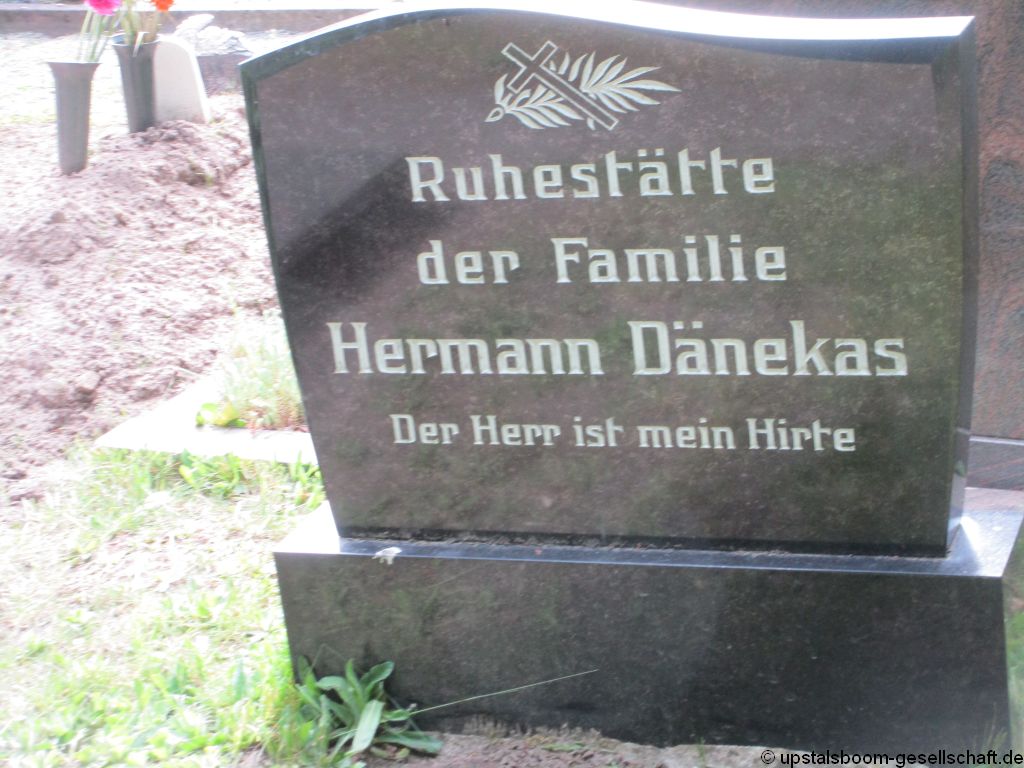 Ruhestätte
der Familie
Hermann Dänekas
Der Herr ist mein Hirte
© upstalsboom-gesellschaft.de